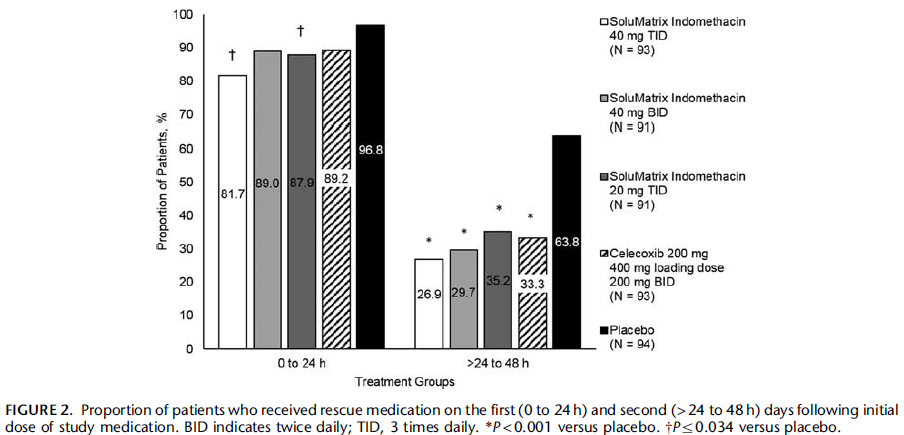 100
90
80
70
60
50
40
30
20
10
0
Proportion of Patients, %
†
†
81.7
89.0
87.9
89.2
96.8
*
*
*
*
26.9
29.7
35.2
33.3
63.8
0 to 24 h
>24 to 48 h
Treatment Groups
SoluMatrix Indomethacin
40 mg TID
(N = 93)
SoluMatrix Indomethacin
40 mg BID
(N = 91)
SoluMatrix Indomethacin
20 mg TID
(N = 91)
Celecoxib 200 mg
400 mg loading dose
200 mg BID
(N = 93)
Placebo
(N = 94)
FIGURE 2. Proportion of patients who received rescue medication on the first (0 to 24 h) and second (> 24 to 48 h) days following initial
dose of study medication. BID indicates twice daily; TID, 3 times daily. *P < 0.001 versus placebo. †P ≤ 0.034 versus placebo.